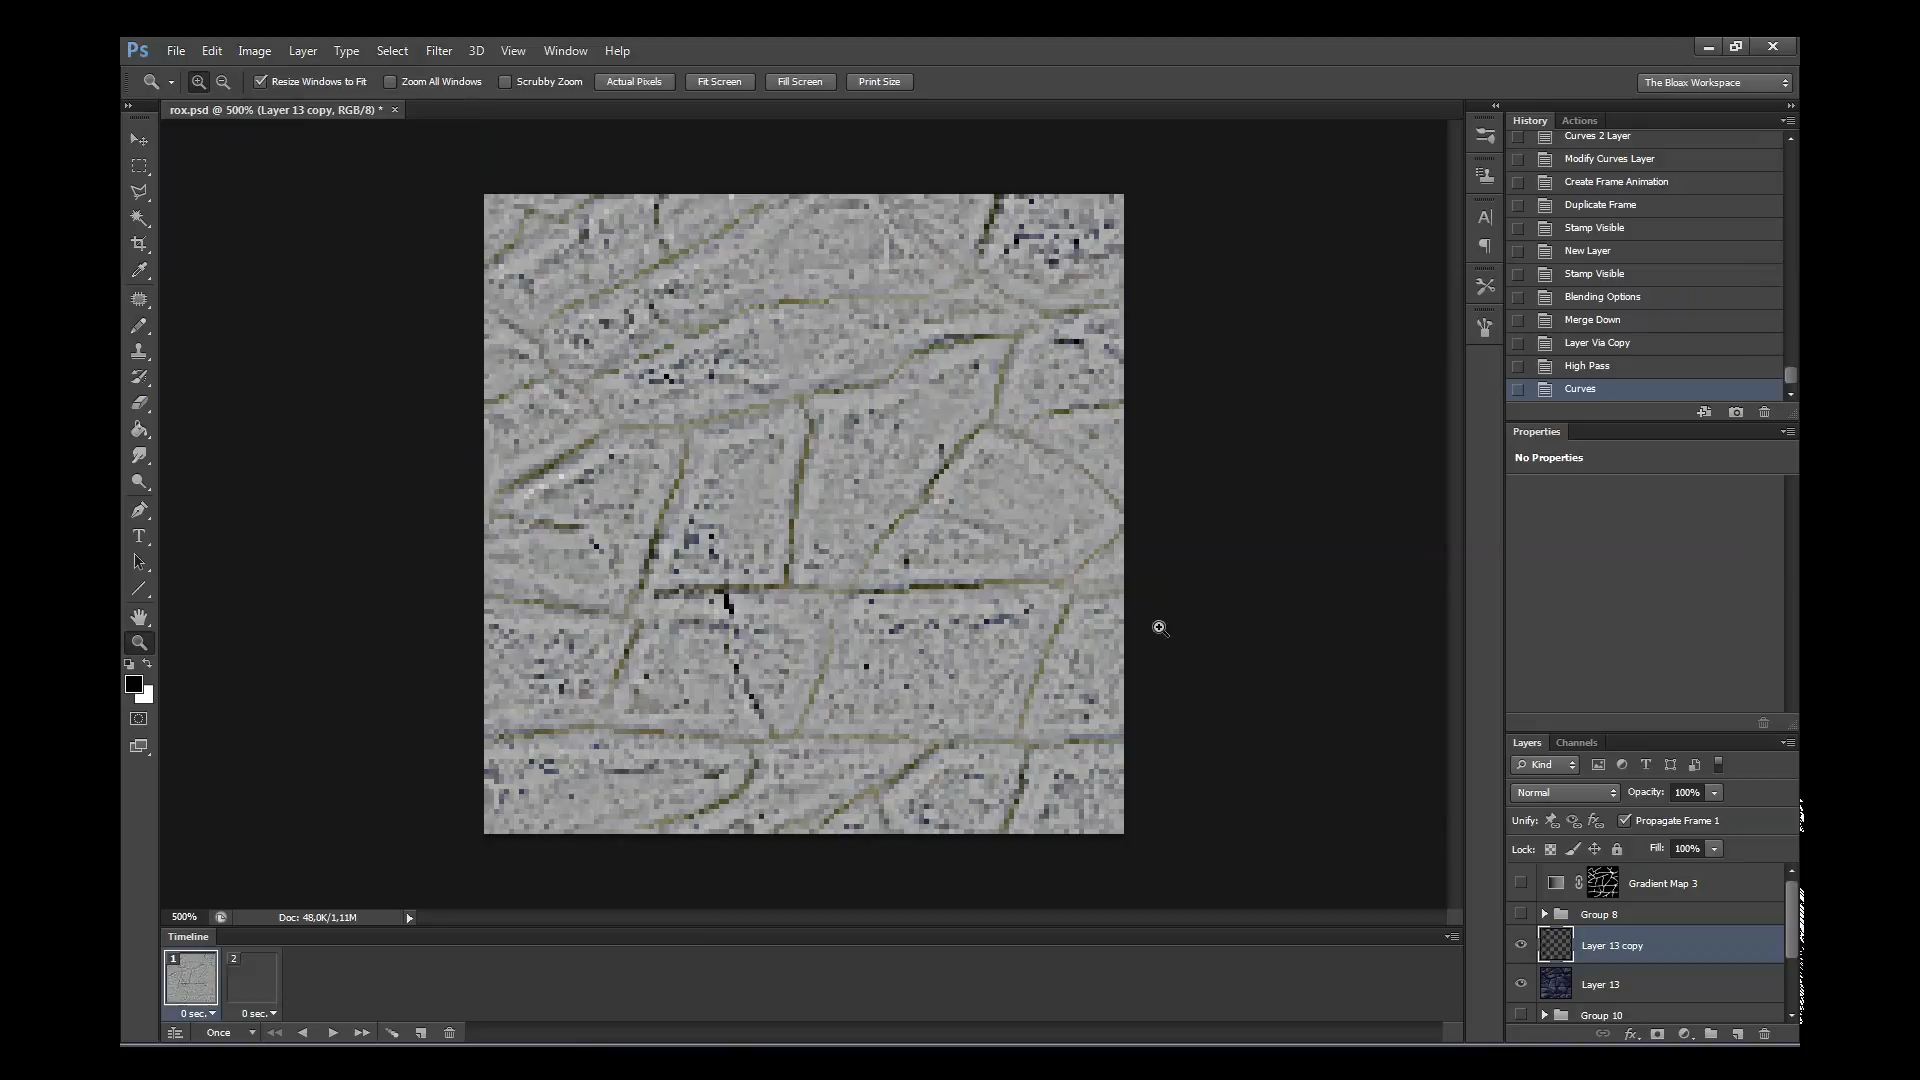 Ps File Edit Image Layer Type Select Filter 3D View Window Help
Resize Windows to Fit Zoom All Windows Scrubby Zoom Actual Pixels Fit Screen Fill Screen Print Size The Bloax Workspace
rox.psd @ 500% (Layer 13 copy, RGB/8) *
History Actions
Curves 2 Layer
Modify Curves Layer
Create Frame Animation
Duplicate Frame
Stamp Visible
New Layer
Stamp Visible
Blending Options
Merge Down
Layer Via Copy
High Pass
Curves
Properties
No Properties
Layers Channels
Kind
Normal Opacity: 100%
Unify: Propagate Frame 1
Lock: Fill: 100%
Gradient Map 3
Group 8
Layer 13 copy
Layer 13
Group 10
500% Doc: 48,0K/1,11M
Timeline
1 2
0 sec. 0 sec.
Once